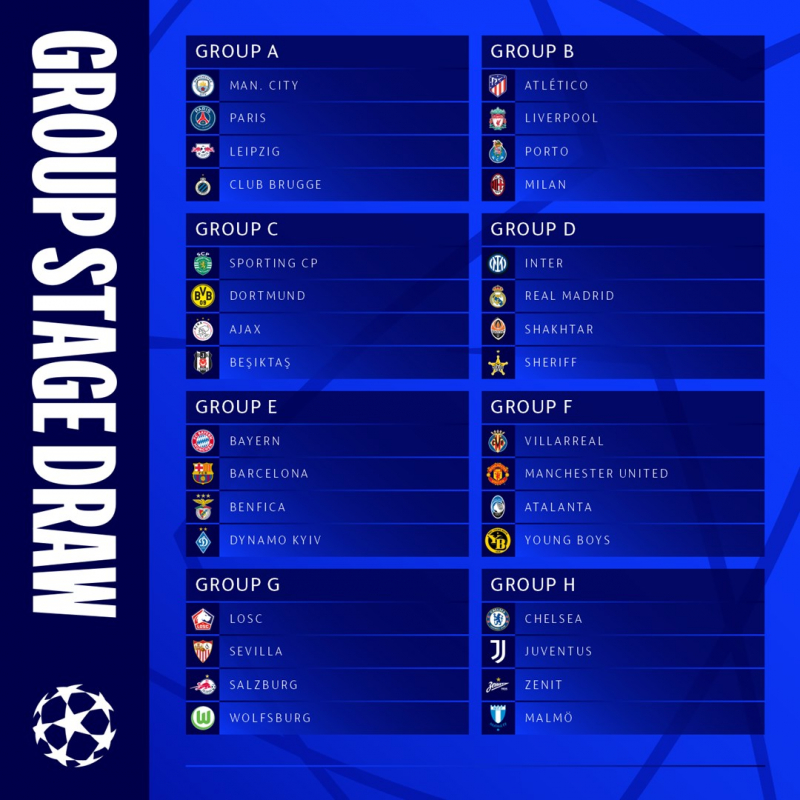 GROUP STAGE DRAW
GROUP A
MAN. CITY
PARIS
LEIPZIG
CLUB BRUGGE
GROUP B
ATLÉTICO
LIVERPOOL
PORTO
MILAN
GROUP C
SPORTING CP
DORTMUND
AJAX
BEŞIKTAŞ
GROUP D
INTER
REAL MADRID
SHAKHTAR
SHERIFF
GROUP E
BAYERN
BARCELONA
BENFICA
DYNAMO KYIV
GROUP F
VILLARREAL
MANCHESTER UNITED
ATALANTA
YOUNG BOYS
GROUP G
LOSC
SEVILLA
SALZBURG
WOLFSBURG
GROUP H
CHELSEA
JUVENTUS
ZENIT
MALMÖ